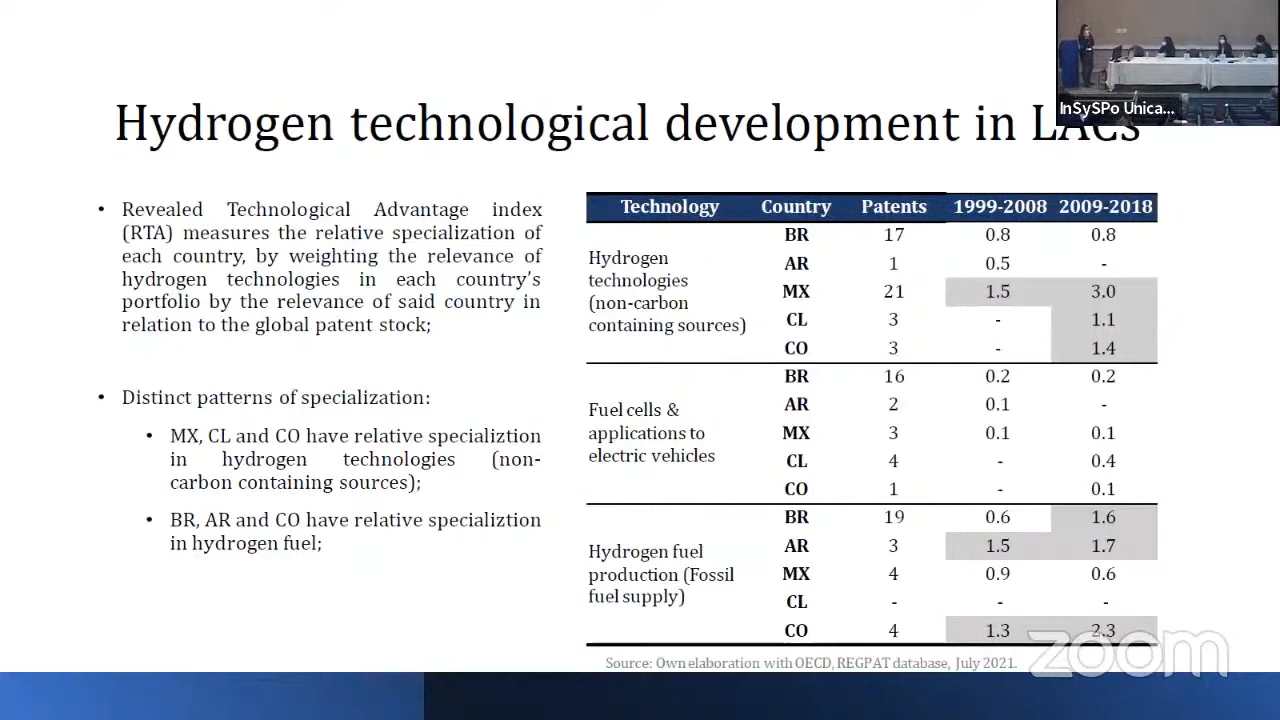 InSySPo Unica...
Hydrogen technological development in LACs
• Revealed Technological Advantage index
(RTA) measures the relative specialization of
each country, by weighting the relevance of
hydrogen technologies in each country's
portfolio by the relevance of said country in
relation to the global patent stock;
• Distinct patterns of specialization:
• MX, CL and CO have relative specializtion
in hydrogen technologies (non-
carbon containing sources);
• BR, AR and CO have relative specializtion
in hydrogen fuel;
Technology Country Patents 1999-2008 2009-2018
Hydrogen
technologies
(non-carbon
containing sources)
BR 17 0.8 0.8
AR 1 0.5 -
MX 21 1.5 3.0
CL 3 - 1.1
CO 3 - 1.4
Fuel cells &
applications to
electric vehicles
BR 16 0.2 0.2
AR 2 0.1 -
MX 3 0.1 0.1
CL 4 - 0.4
CO 1 - 0.1
Hydrogen fuel
production (Fossil
fuel supply)
BR 19 0.6 1.6
AR 3 1.5 1.7
MX 4 0.9 0.6
CL - - -
CO 4 1.3 2.3
Source: Own elaboration with OECD, REGPAT database, July 2021.
zoom